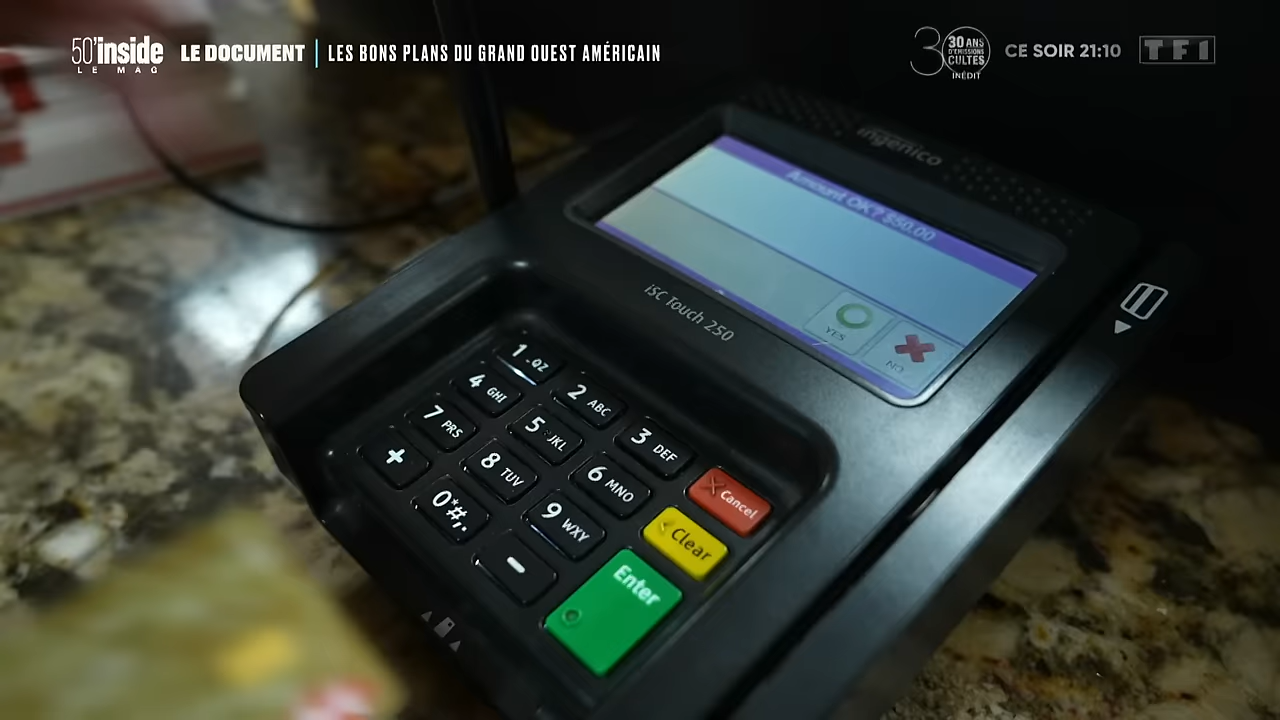 50'inside
LE MAG
LE DOCUMENT
LES BONS PLANS DU GRAND OUEST AMÉRICAIN
30 ANS
D'ÉMISSIONS
CULTES
INÉDIT
CE SOIR 21:10
TF1
ingenico
Amount OK? $50.00
YES
NO
iSC Touch 250
1 .QZ
2 ABC
3 DEF
Cancel
4 GHI
5 JKL
6 MNO
Clear
7 PRS
8 TUV
9 WXY
Enter
+
0*#,.
-